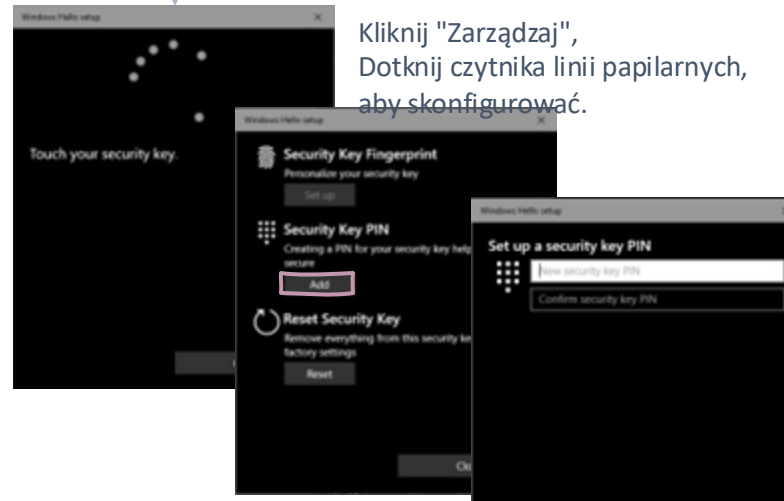 Windows Hello setup
Kliknij "Zarządzaj",
Dotknij czytnika linii papilarnych,
aby skonfigurować.
Touch your security key.
Windows Hello setup
Security Key Fingerprint
Personalize your security key
Set up
Security Key PIN
Creating a PIN for your security key help
secure
Add
Reset Security Key
Remove everything from this security ke
factory settings
Reset
Windows Hello setup
Set up a security key PIN
New security key PIN
Confirm security key PIN